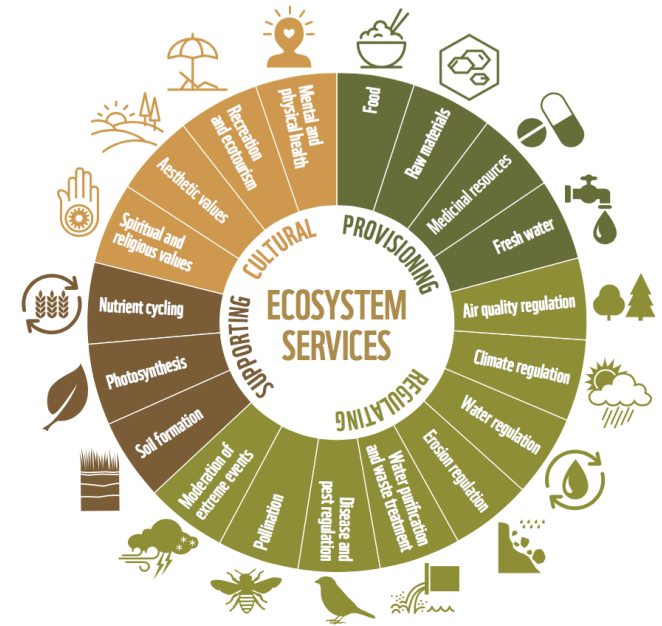 ECOSYSTEM
SERVICES
PROVISIONING
Food
Raw materials
Medicinal resources
Fresh water
REGULATING
Air quality regulation
Climate regulation
Water regulation
Erosion regulation
Water purification
and waste treatment
Disease and
pest regulation
Pollination
Moderation of
extreme events
SUPPORTING
Soil formation
Photosynthesis
Nutrient cycling
CULTURAL
Spiritual and
religious values
Aesthetic values
Recreation
and ecotourism
Mental and
physical health